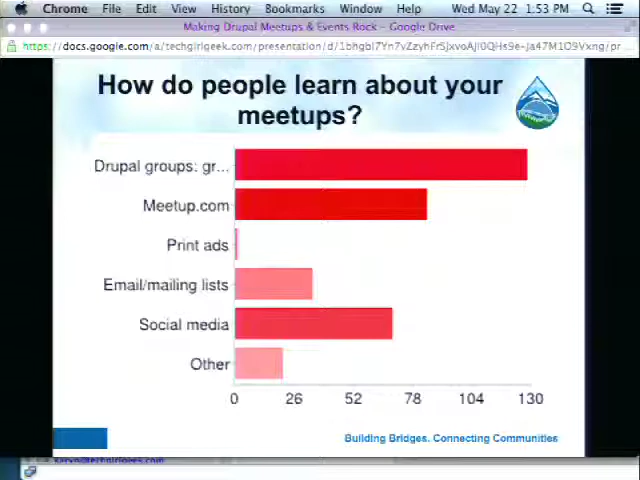 Chrome File Edit View History Bookmarks Window Help Wed May 22 1:53 PM
Making Drupal Meetups & Events Rock – Google Drive
How do people learn about your
meetups?
Drupal groups: gr...
Meetup.com
Print ads
Email/mailing lists
Social media
Other
0 26 52 78 104 130
Building Bridges. Connecting Communities